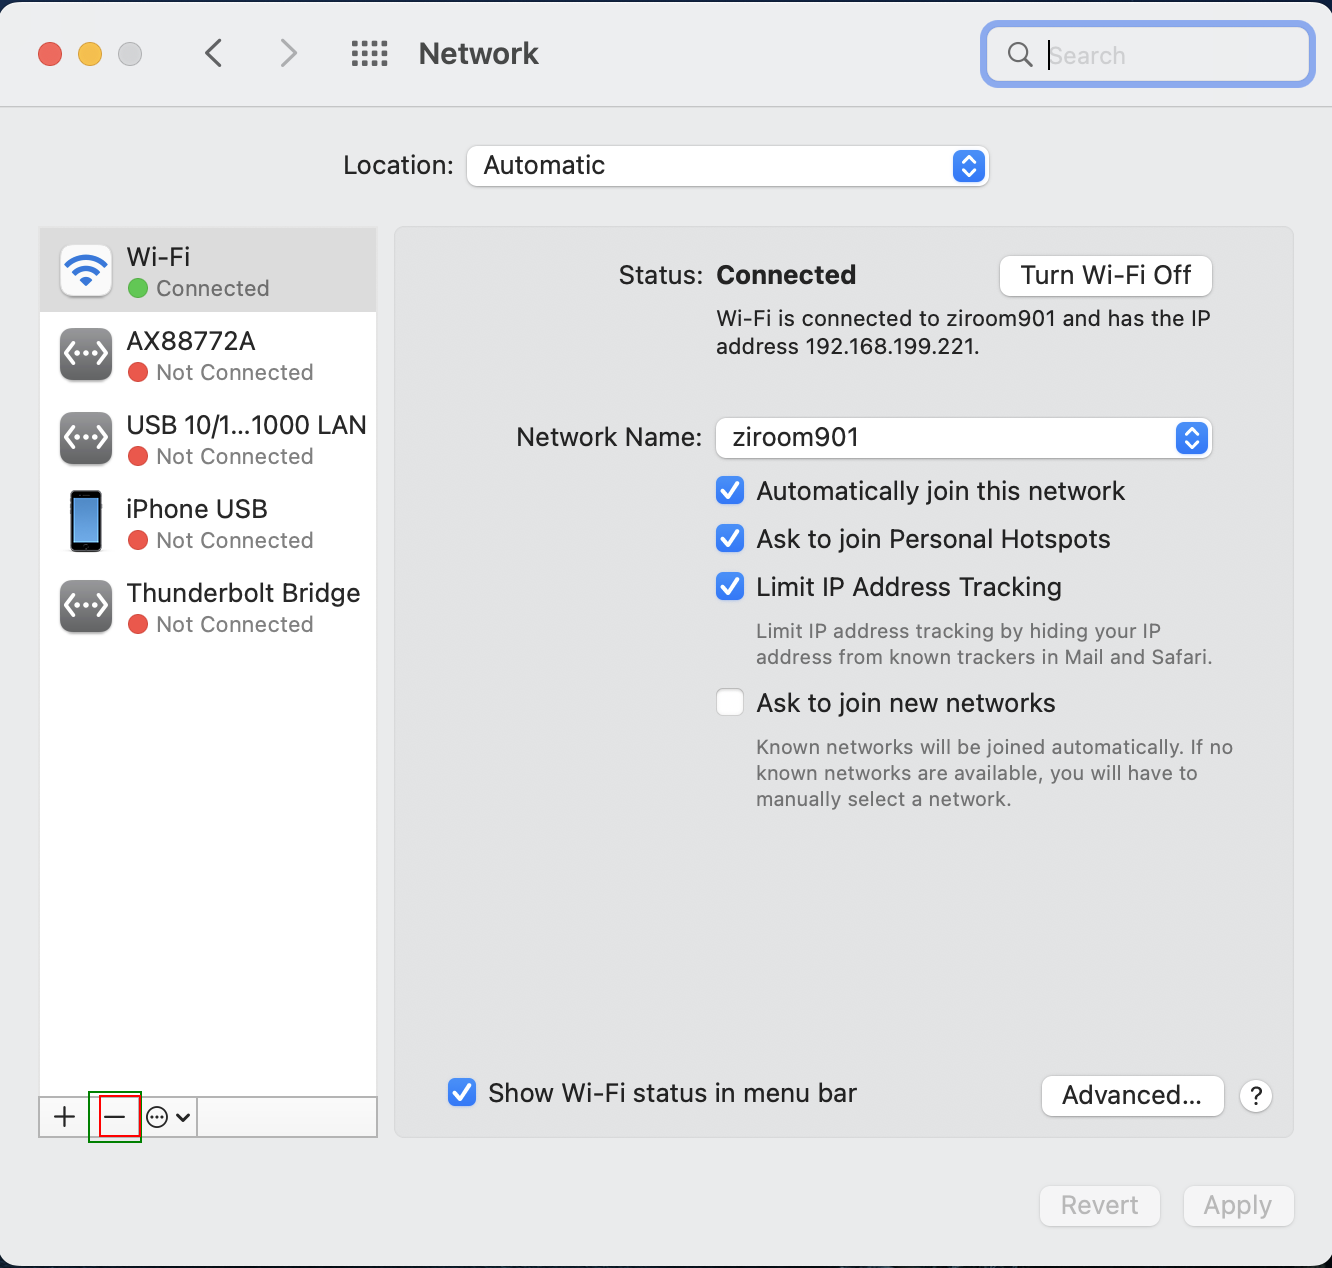 Network
Search
Location: Automatic
Wi-Fi
Connected
AX88772A
Not Connected
USB 10/1...1000 LAN
Not Connected
iPhone USB
Not Connected
Thunderbolt Bridge
Not Connected
Status: Connected
Turn Wi-Fi Off
Wi-Fi is connected to ziroom901 and has the IP
address 192.168.199.221.
Network Name: ziroom901
Automatically join this network
Ask to join Personal Hotspots
Limit IP Address Tracking
Limit IP address tracking by hiding your IP
address from known trackers in Mail and Safari.
Ask to join new networks
Known networks will be joined automatically. If no
known networks are available, you will have to
manually select a network.
Show Wi-Fi status in menu bar
Advanced...
?
Revert
Apply